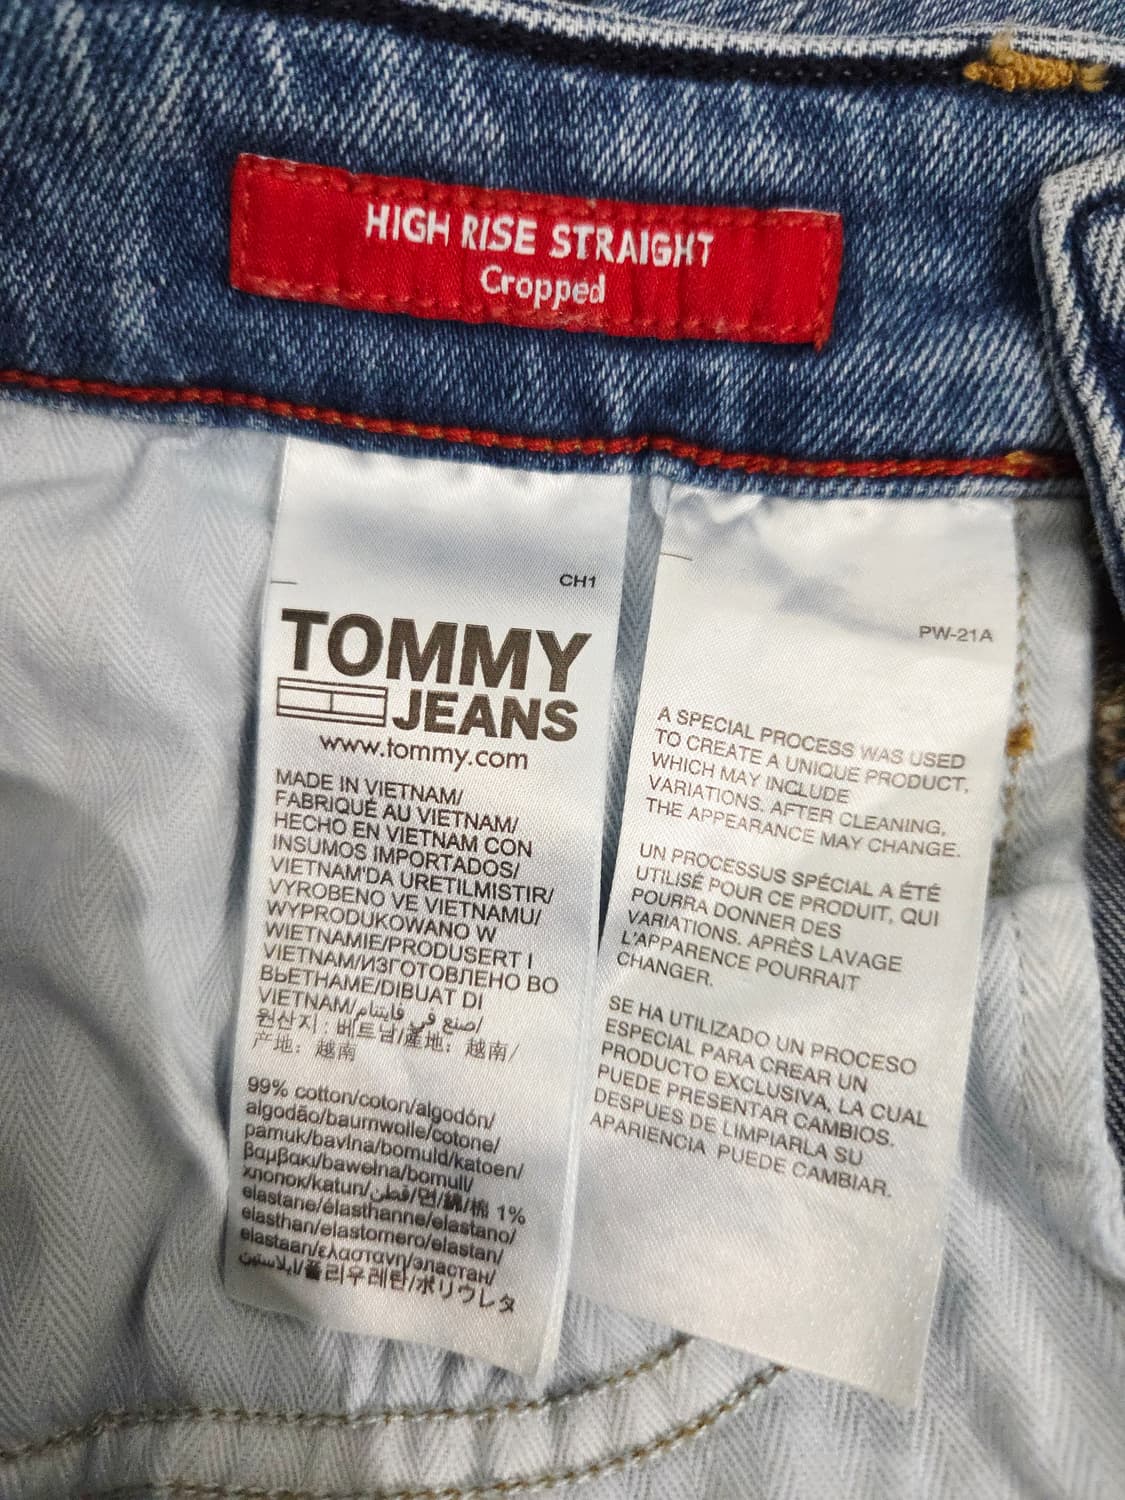 HIGH RISE STRAIGHT
Cropped
CH1
TOMMY
JEANS
www.tommy.com
MADE IN VIETNAM/
FABRIQUÉ AU VIETNAM/
HECHO EN VIETNAM CON
INSUMOS IMPORTADOS/
VIETNAM'DA URETILMISTIR/
VYROBENO VE VIETNAMU/
WYPRODUKOWANO W
WIETNAMIE/PRODUSERT I
VIETNAM/ИЗГОТОВЛЕНО ВО
ВЬЕТНАМЕ/DIBUAT DI
VIETNAM/صنع في فايتنام/
원산지: 베트남/産地: 越南/
产地: 越南
99% cotton/coton/algodón/
algodão/baumwolle/cotone/
pamuk/bavlna/bomuld/katoen/
βαμβακι/bawełna/bomull/
хлопок/katun/قطن/면/綿/棉 1%
elastane/élasthanne/elastano/
elasthan/elastomero/elastan/
elastaan/ελαστανη/эластан/
ايلاستين/폴리우레탄/ポリウレタ
PW-21A
A SPECIAL PROCESS WAS USED
TO CREATE A UNIQUE PRODUCT,
WHICH MAY INCLUDE
VARIATIONS. AFTER CLEANING,
THE APPEARANCE MAY CHANGE.
UN PROCESSUS SPÉCIAL A ÉTÉ
UTILISÉ POUR CE PRODUIT, QUI
POURRA DONNER DES
VARIATIONS. APRÈS LAVAGE
L'APPARENCE POURRAIT
CHANGER.
SE HA UTILIZADO UN PROCESO
ESPECIAL PARA CREAR UN
PRODUCTO EXCLUSIVA, LA CUAL
PUEDE PRESENTAR CAMBIOS.
DESPUES DE LIMPIARLA SU
APARIENCIA PUEDE CAMBIAR.